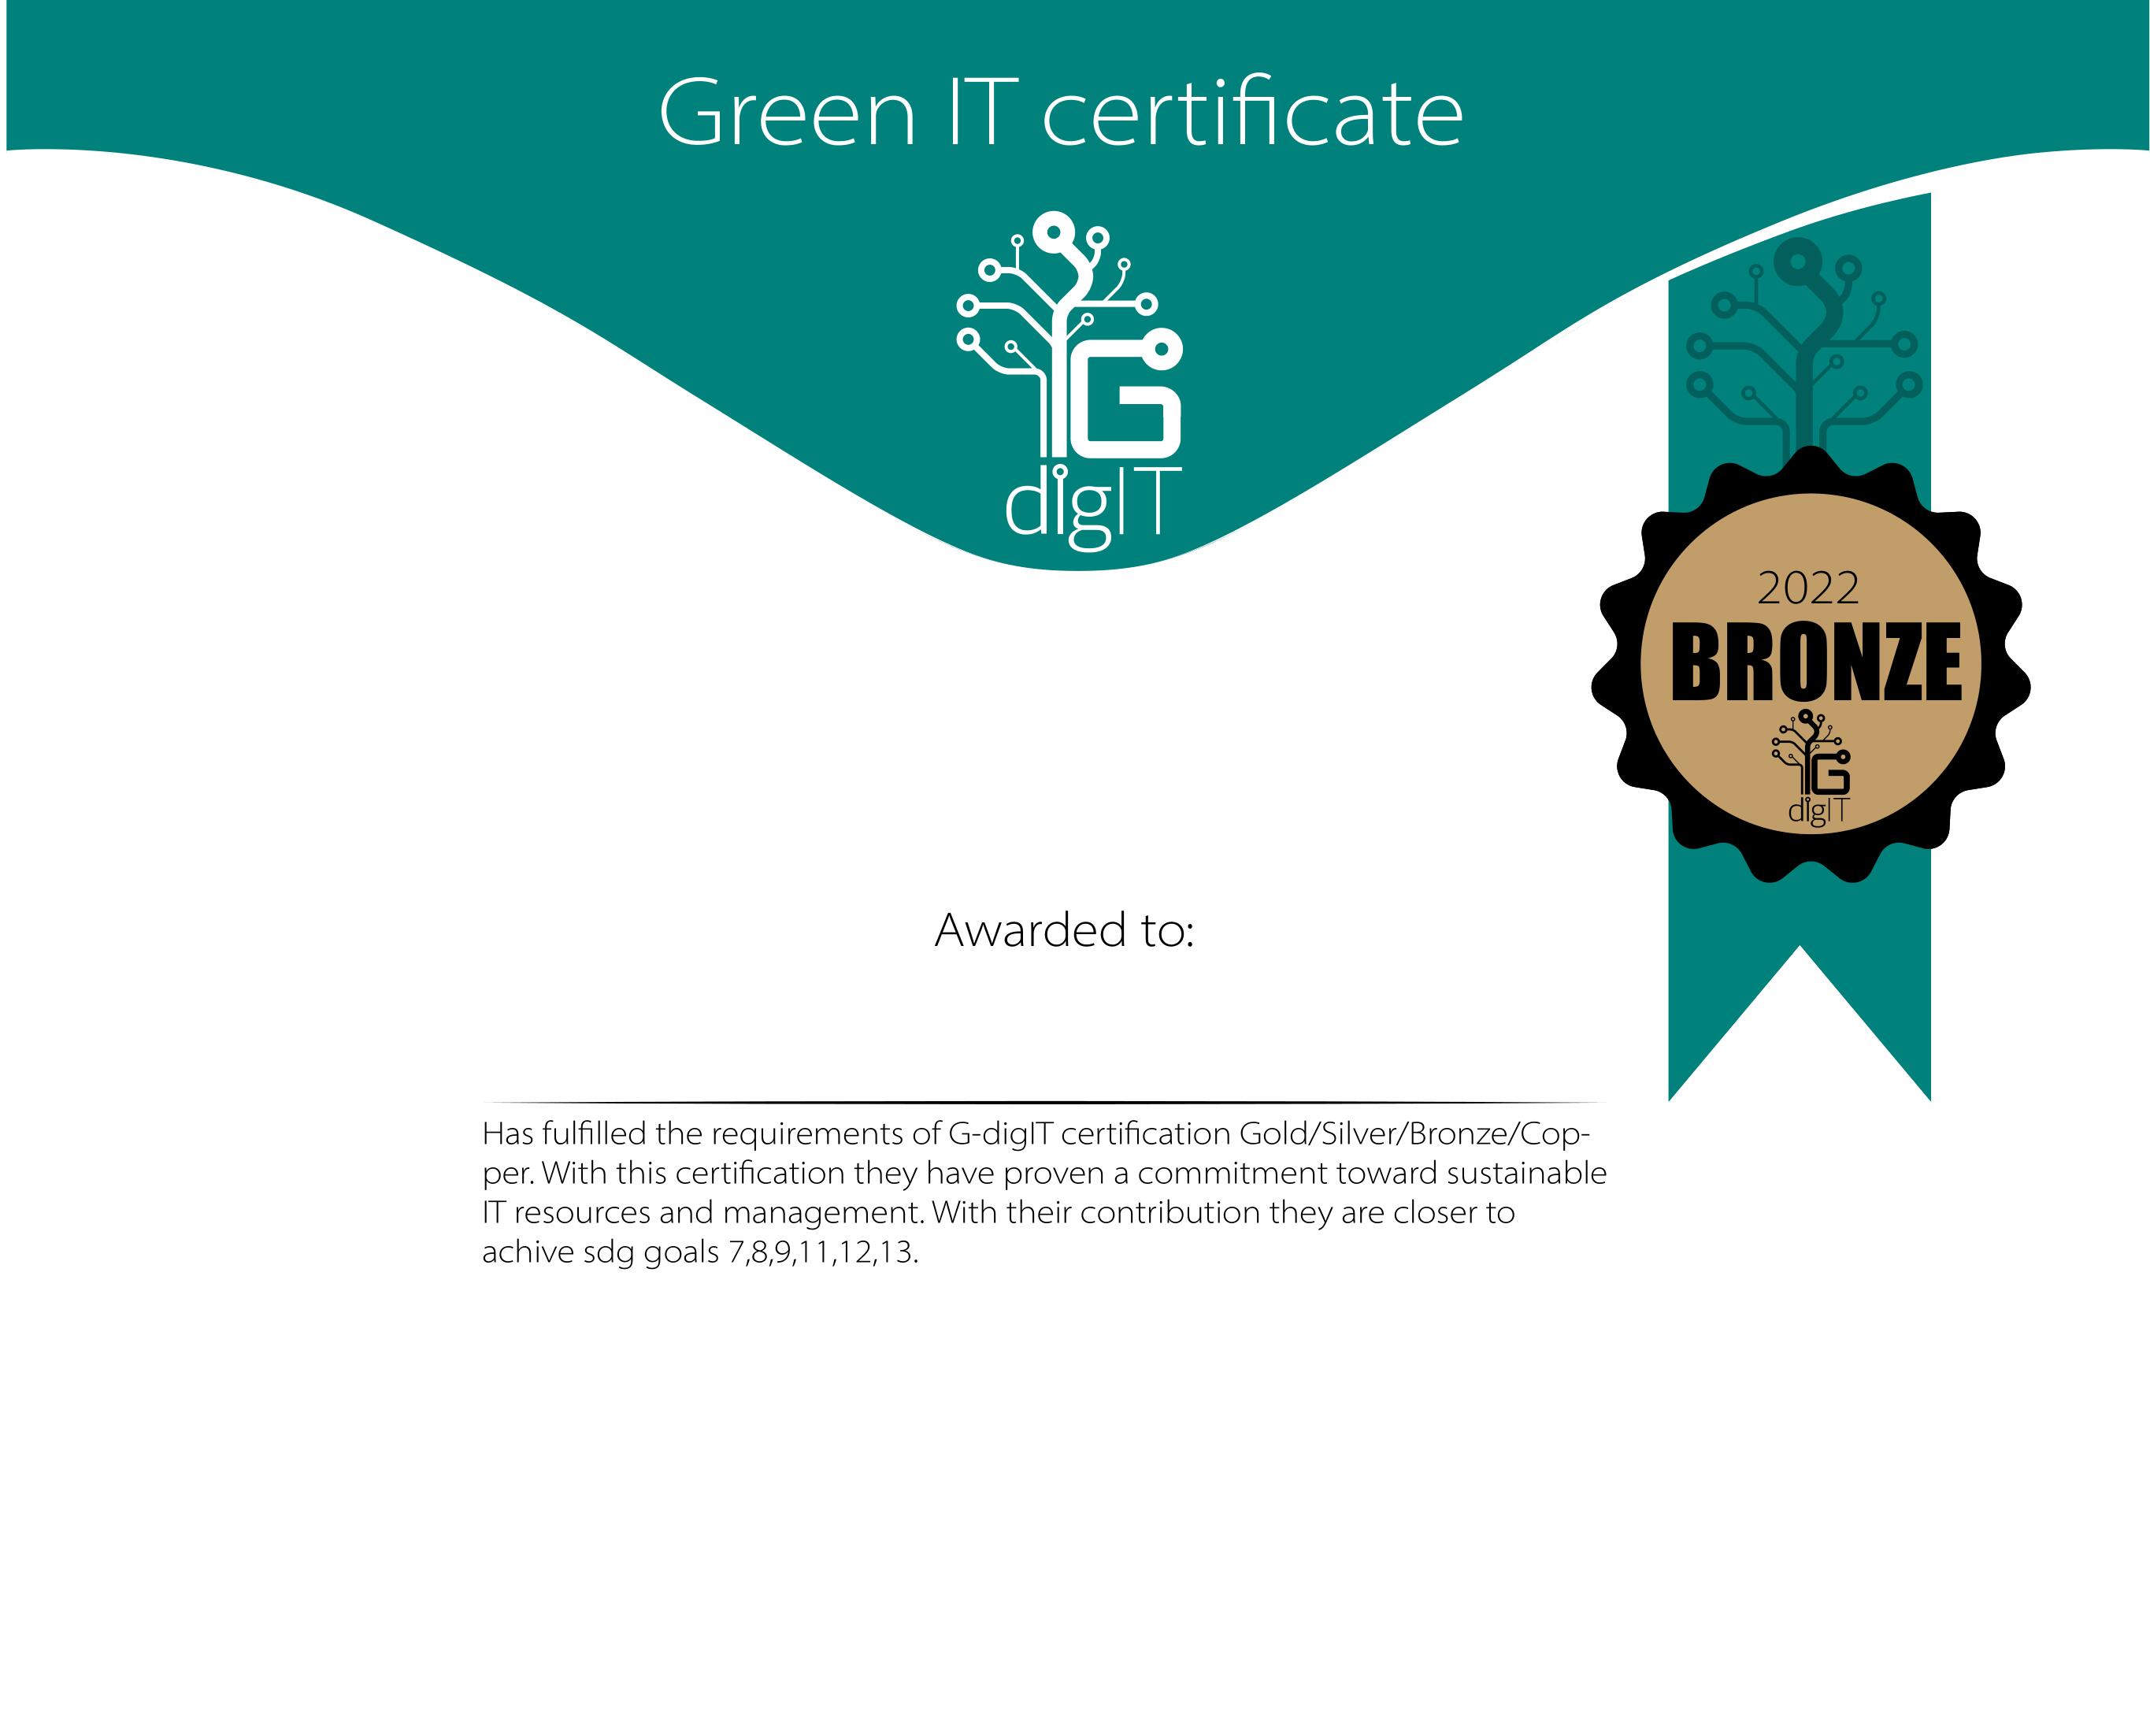 Green IT certificate
G
digIT
2022
BRONZE
G
digIT
Awarded to:
Has fulfilled the requirements of G-digIT certification Gold/Silver/Bronze/Cop-
per. With this certification they have proven a commitment toward sustainable
IT resources and management. With their contribution they are closer to
achive sdg goals 7,8,9,11,12,13.